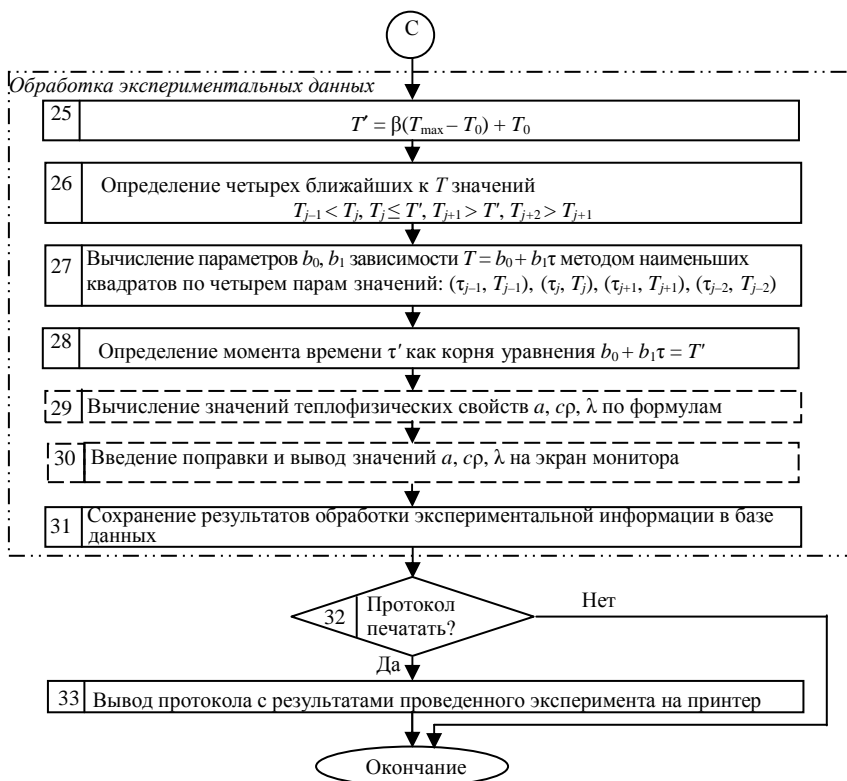 С
Обработка экспериментальных данных
25
T′ = β(Tmax – T0) + T0
26
Определение четырех ближайших к T значений
Tj–1 < Tj, Tj ≤ T′, Tj+1 > T′, Tj+2 > Tj+1
27
Вычисление параметров b0, b1 зависимости T = b0 + b1τ методом наименьших
квадратов по четырем парам значений: (τj–1, Tj–1), (τj, Tj), (τj+1, Tj+1), (τj–2, Tj–2)
28
Определение момента времени τ′ как корня уравнения b0 + b1τ = T′
29
Вычисление значений теплофизических свойств a, cρ, λ по формулам
30
Введение поправки и вывод значений a, cρ, λ на экран монитора
31
Сохранение результатов обработки экспериментальной информации в базе
данных
32
Протокол
печатать?
Нет
Да
33
Вывод протокола с результатами проведенного эксперимента на принтер
Окончание